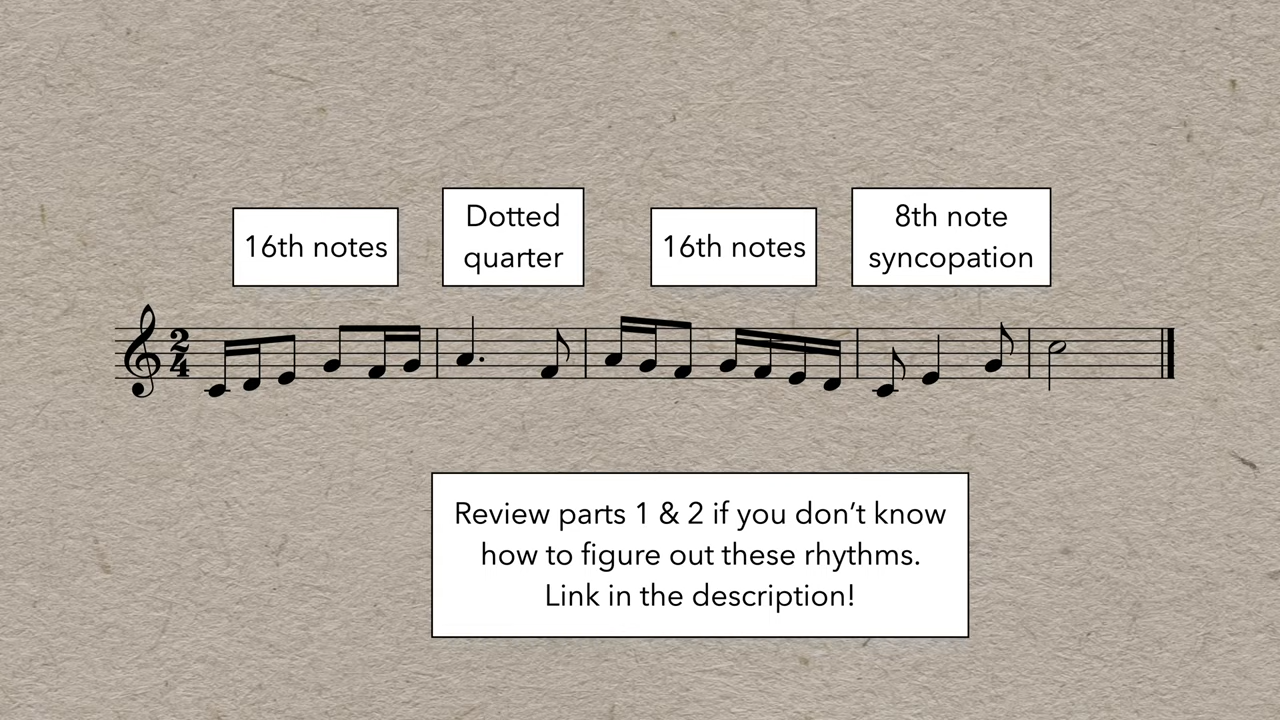 16th notes
Dotted
quarter
16th notes
8th note
syncopation
2
4
Review parts 1 & 2 if you don’t know
how to figure out these rhythms.
Link in the description!